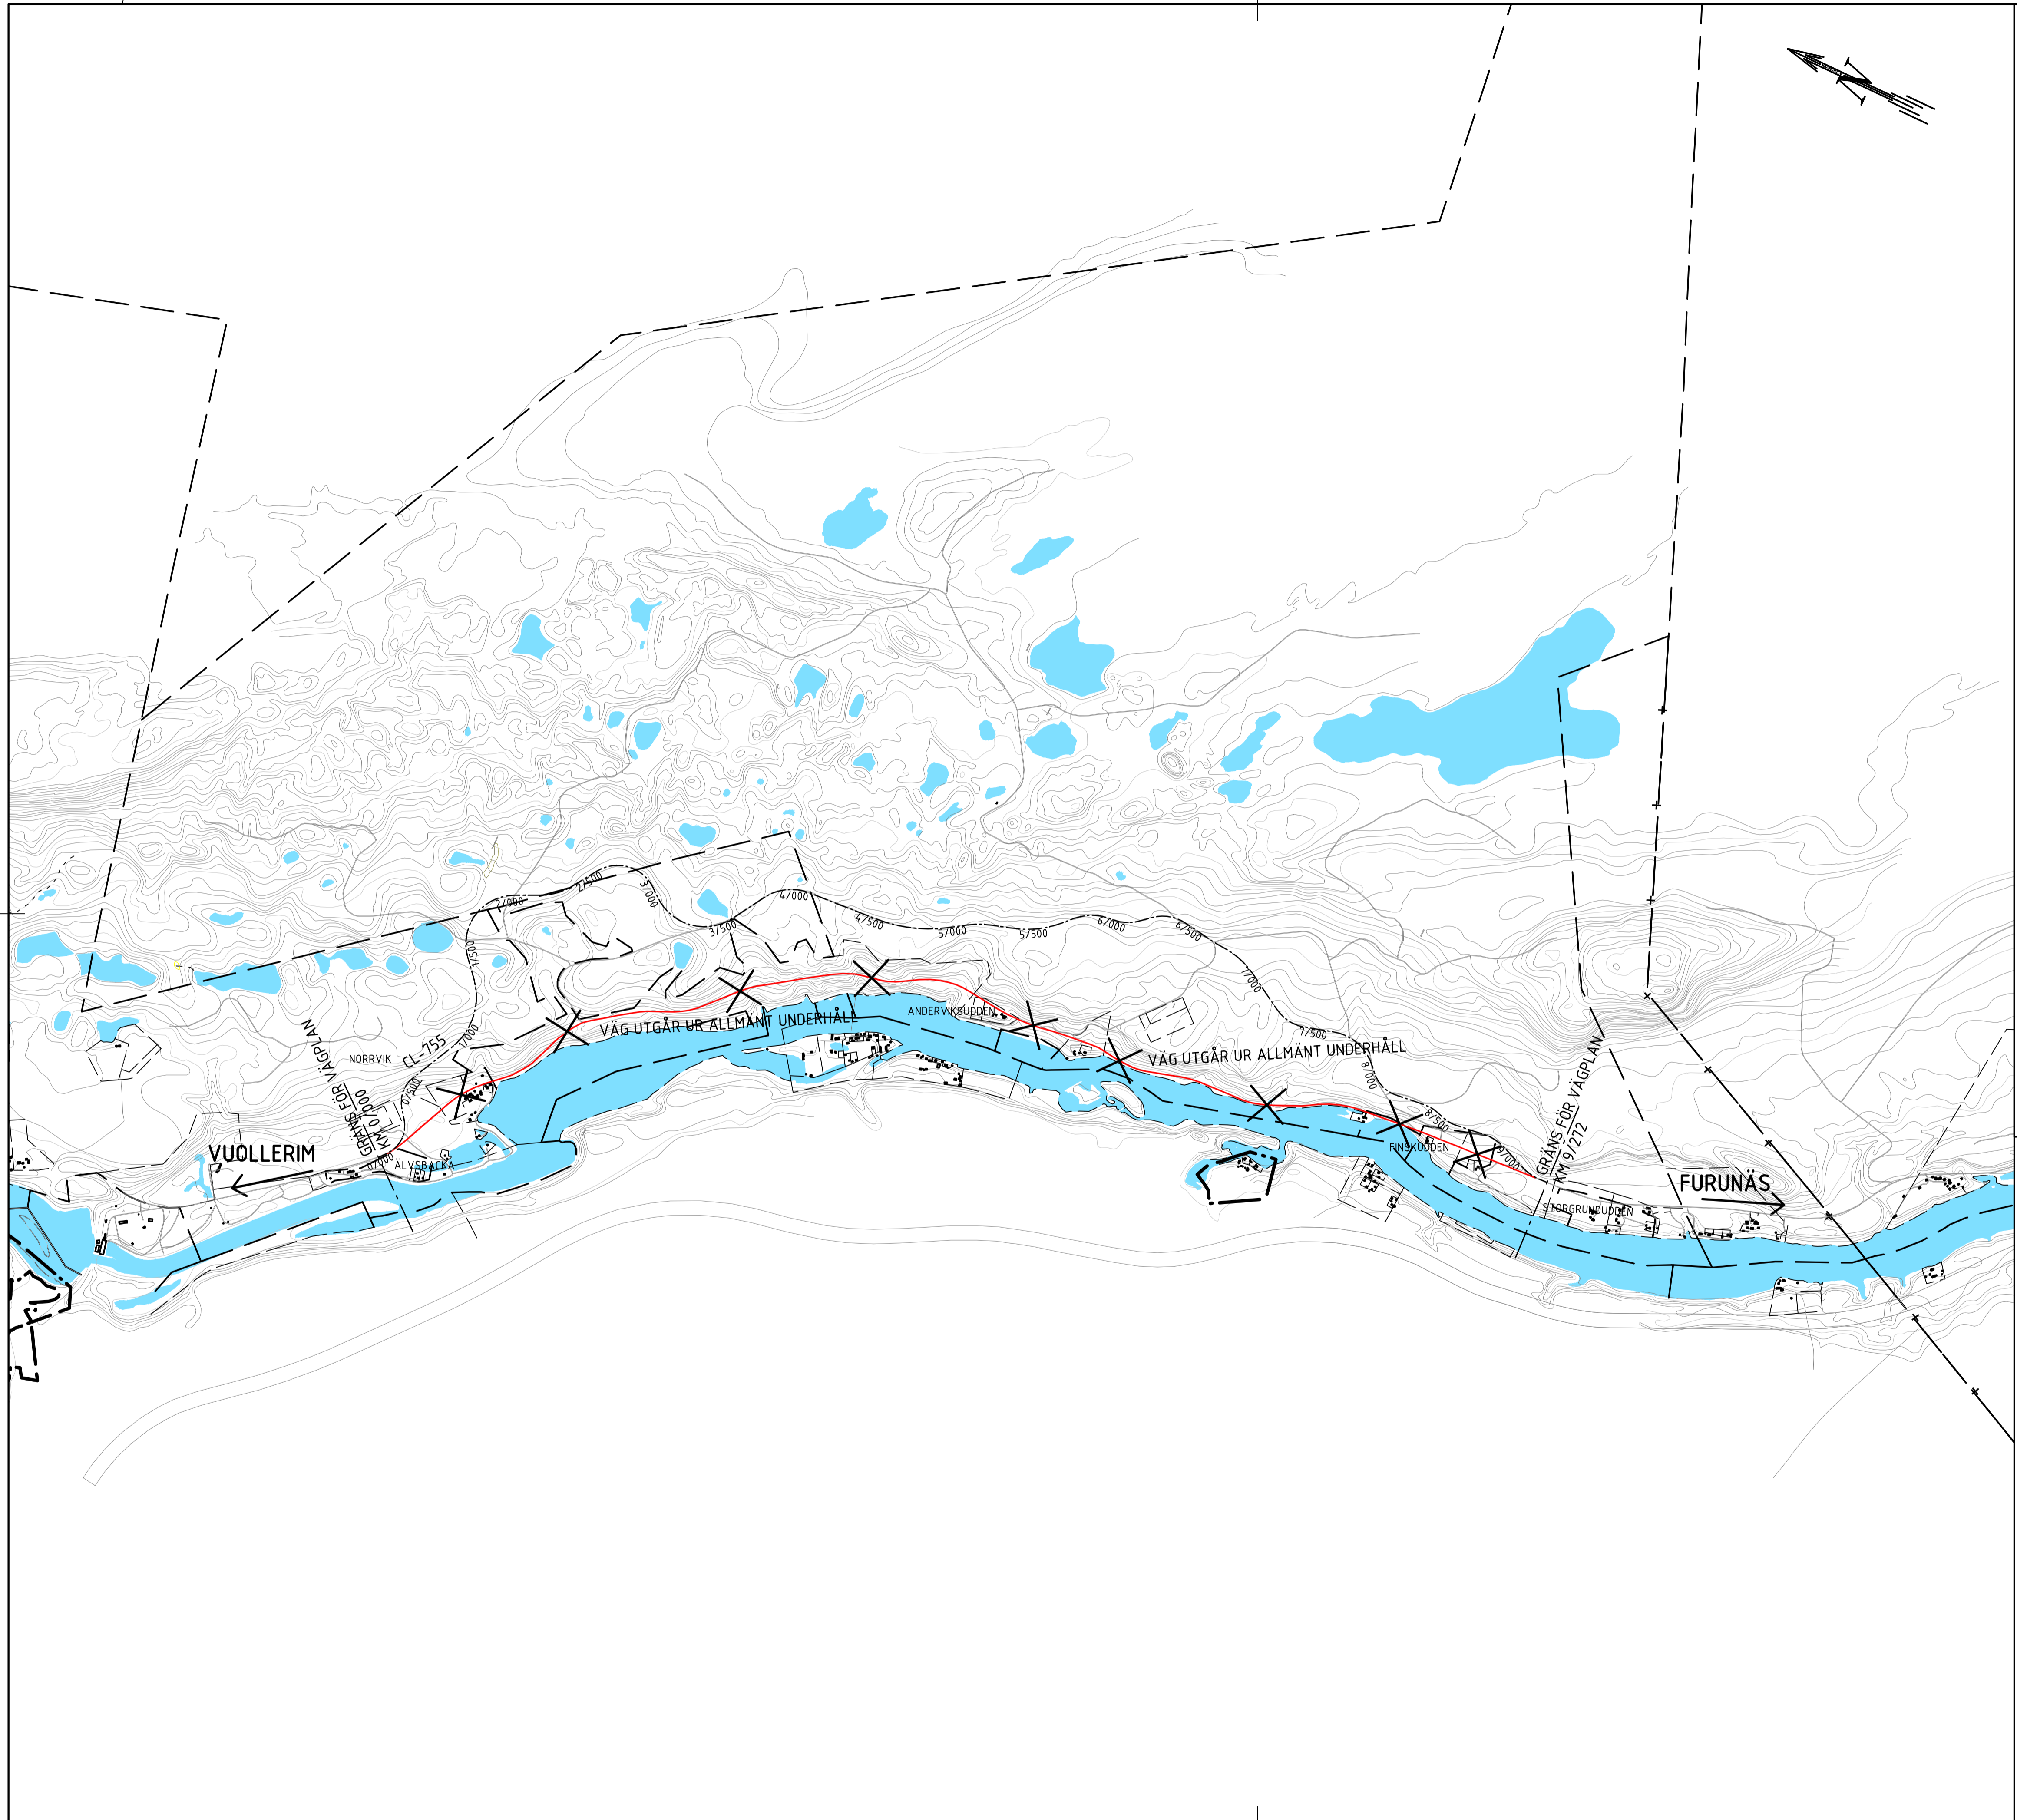 N
2/000
2/500
3/000
3/500
4/000
4/500
5/000
5/500
6/000
6/500
7/000
7/500
8/000
8/500
9/000
1/500
1/000
0/500
0/000
CL-755
NORRVIK
GRÄNS FÖR VÄGPLAN
KM 0/000
VUOLLERIM
ÄLVSBACKA
VÄG UTGÅR UR ALLMÄNT UNDERHÅLL
ANDERVIKSUDDEN
VÄG UTGÅR UR ALLMÄNT UNDERHÅLL
FINSKUDDEN
GRÄNS FÖR VÄGPLAN
KM 9/272
FURUNÄS
STORGRUNDUDDEN